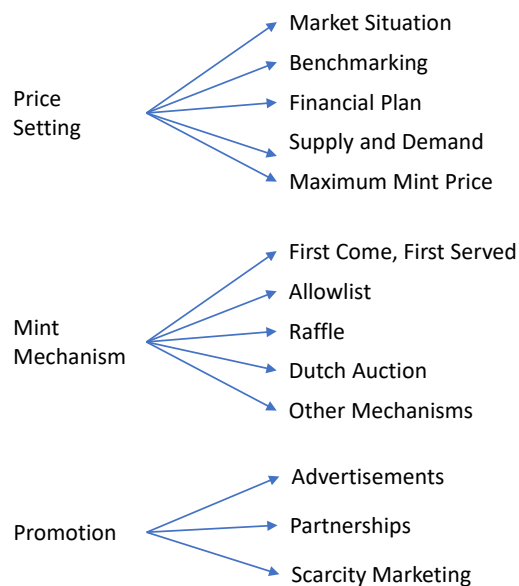 Market Situation
Benchmarking
Price
Setting
Financial Plan
Supply and Demand
Maximum Mint Price
First Come, First Served
Allowlist
Mint
Mechanism
Raffle
Dutch Auction
Other Mechanisms
Advertisements
Promotion
Partnerships
Scarcity Marketing